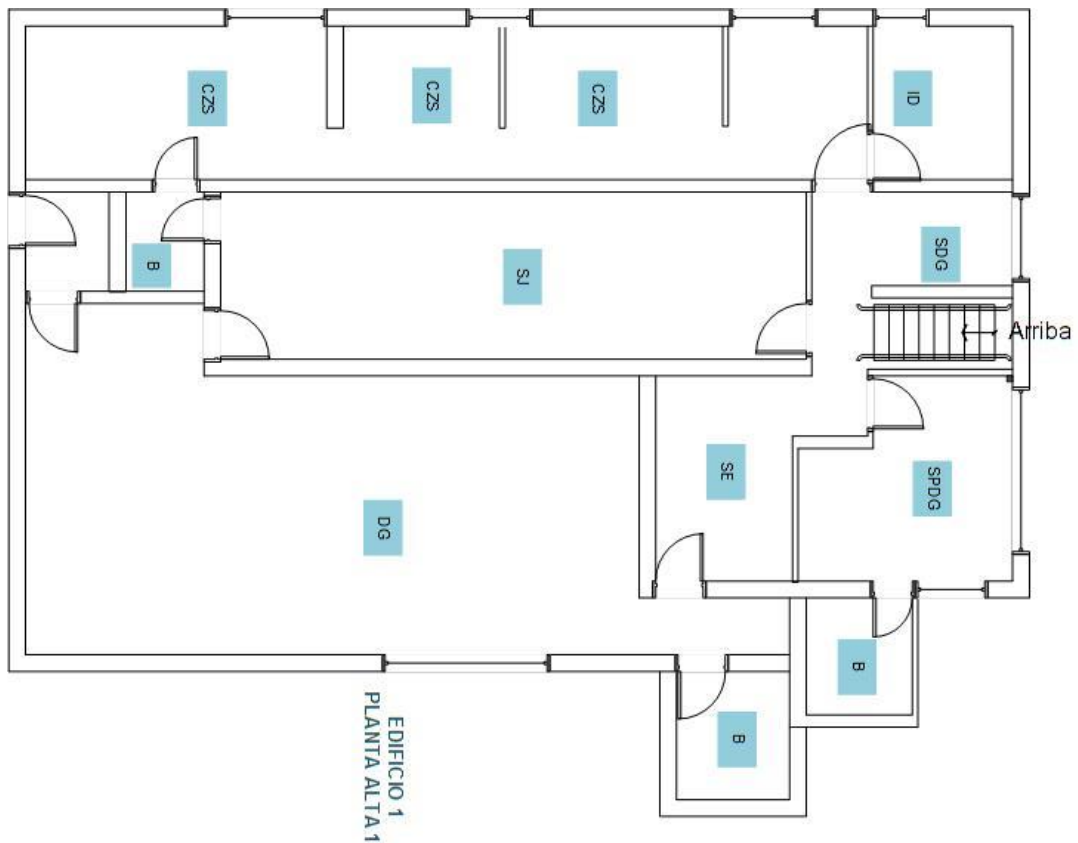 CZS
CZS
CZS
ID
B
SJ
SDG
Arriba
SE
SPDG
DG
B
B
EDIFICIO 1
PLANTA ALTA 1